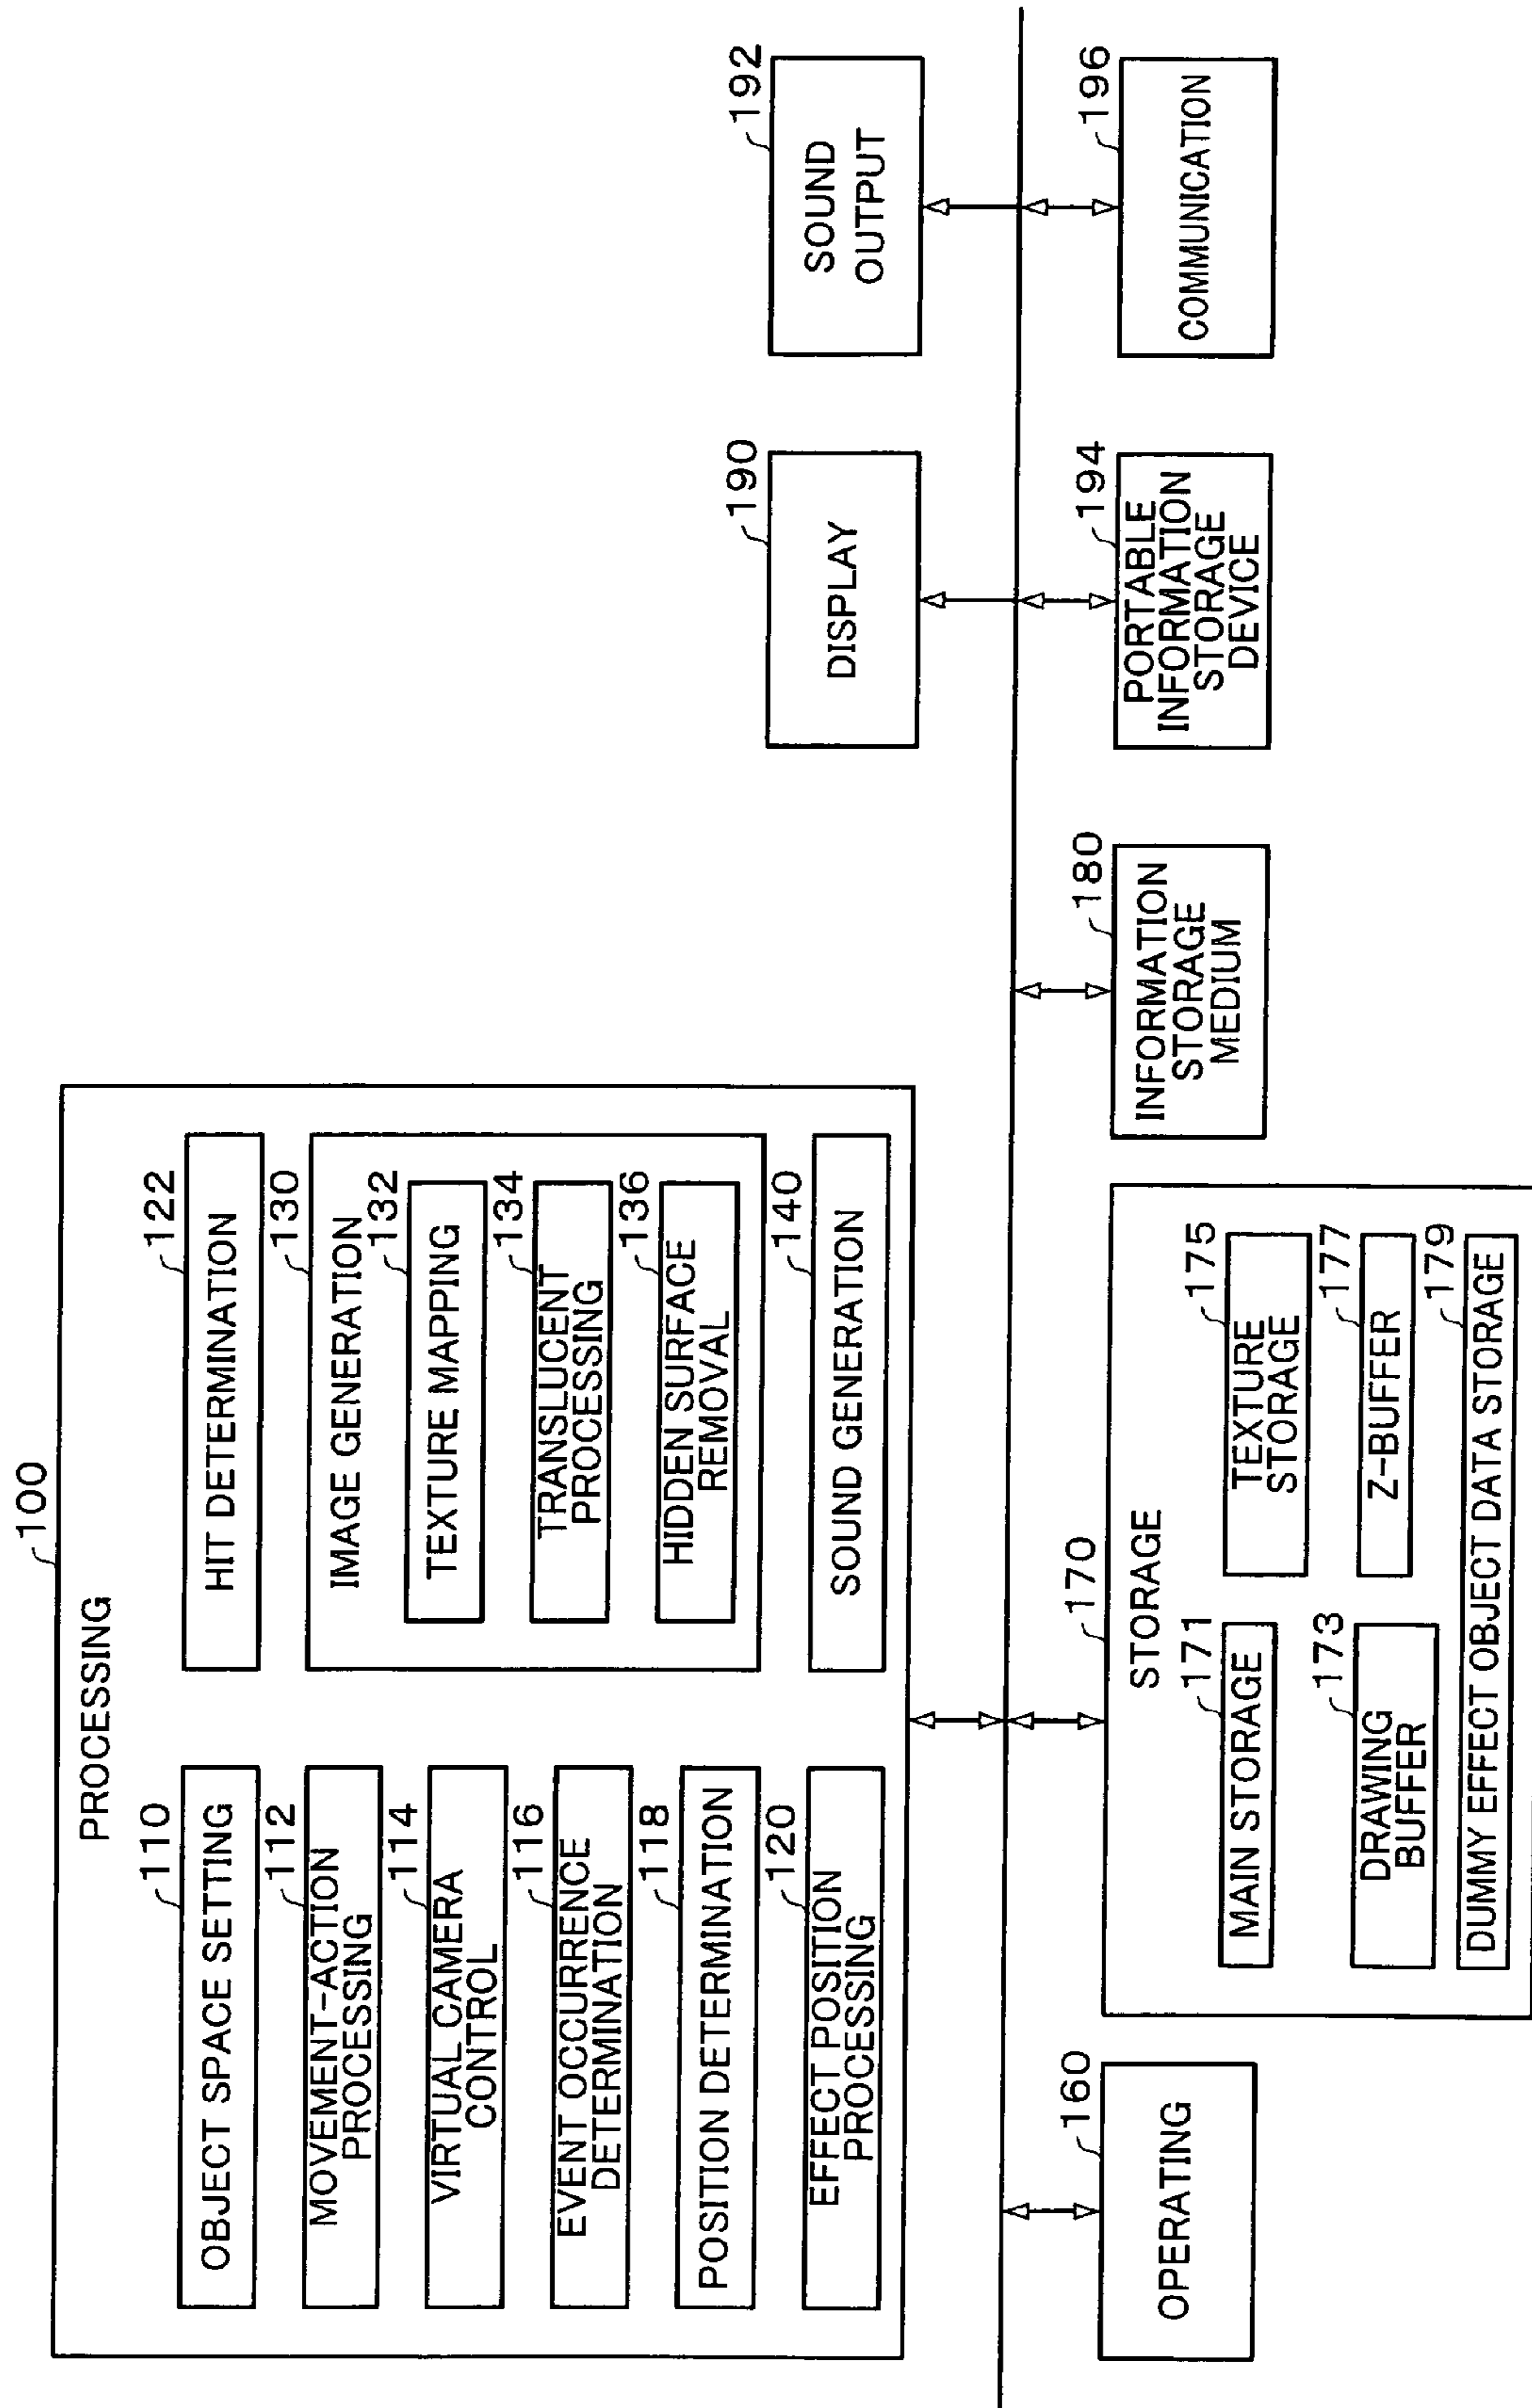 100
PROCESSING
110
OBJECT SPACE SETTING
112
MOVEMENT-ACTION
PROCESSING
114
VIRTUAL CAMERA
CONTROL
116
EVENT OCCURRENCE
DETERMINATION
118
POSITION DETERMINATION
120
EFFECT POSITION
PROCESSING
122
HIT DETERMINATION
130
IMAGE GENERATION
132
TEXTURE MAPPING
134
TRANSLUCENT
PROCESSING
136
HIDDEN SURFACE
REMOVAL
140
SOUND GENERATION
190
DISPLAY
192
SOUND
OUTPUT
160
OPERATING
170
STORAGE
171
MAIN STORAGE
173
DRAWING
BUFFER
175
TEXTURE
STORAGE
177
Z-BUFFER
179
DUMMY EFFECT OBJECT DATA STORAGE
180
INFORMATION
STORAGE
MEDIUM
194
PORTABLE
INFORMATION
STORAGE
DEVICE
196
COMMUNICATION